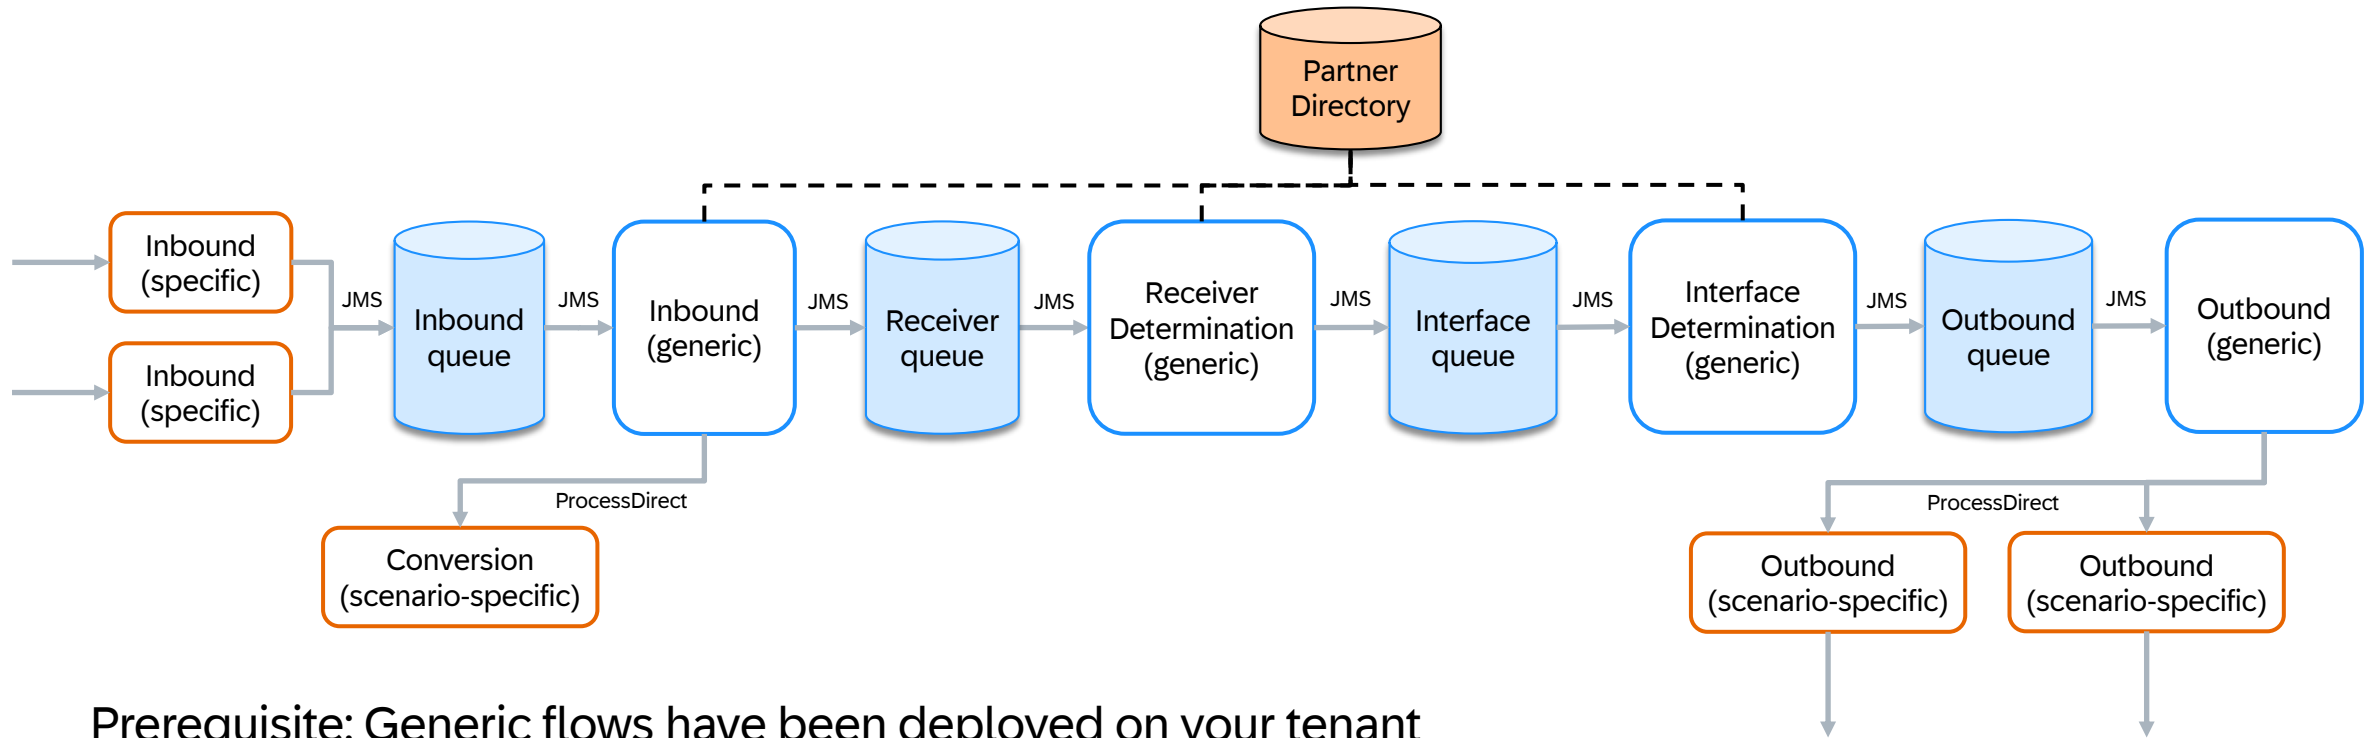 Partner
Directory
Inbound
(specific)
Inbound
(specific)
JMS
Inbound
queue
JMS
Inbound
(generic)
JMS
Receiver
queue
JMS
Receiver
Determination
(generic)
JMS
Interface
queue
JMS
Interface
Determination
(generic)
JMS
Outbound
queue
JMS
Outbound
(generic)
ProcessDirect
Conversion
(scenario-specific)
ProcessDirect
Outbound
(scenario-specific)
Outbound
(scenario-specific)
Prerequisite: Generic flows have been deployed on your tenant